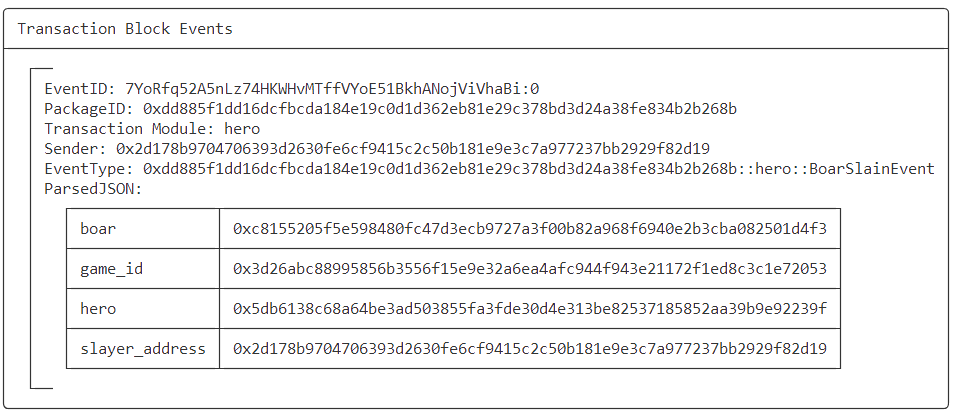 Transaction Block Events
EventID: 7YoRfq52A5nLz74HKWHvMTffVYoE51BkhANojViVhaBi:0
PackageID: 0xdd885f1dd16dcfbcda184e19c0d1d362eb81e29c378bd3d24a38fe834b2b268b
Transaction Module: hero
Sender: 0x2d178b9704706393d2630fe6cf9415c2c50b181e9e3c7a977237bb2929f82d19
EventType: 0xdd885f1dd16dcfbcda184e19c0d1d362eb81e29c378bd3d24a38fe834b2b268b::hero::BoarSlainEvent
ParsedJSON:
boar 0xc8155205f5e598480fc47d3ecb9727a3f00b82a968f6940e2b3cba082501d4f3
game_id 0x3d26abc88995856b3556f15e9e32a6ea4afc944f943e21172f1ed8c3c1e72053
hero 0x5db6138c68a64be3ad503855fa3fde30d4e313be82537185852aa39b9e92239f
slayer_address 0x2d178b9704706393d2630fe6cf9415c2c50b181e9e3c7a977237bb2929f82d19